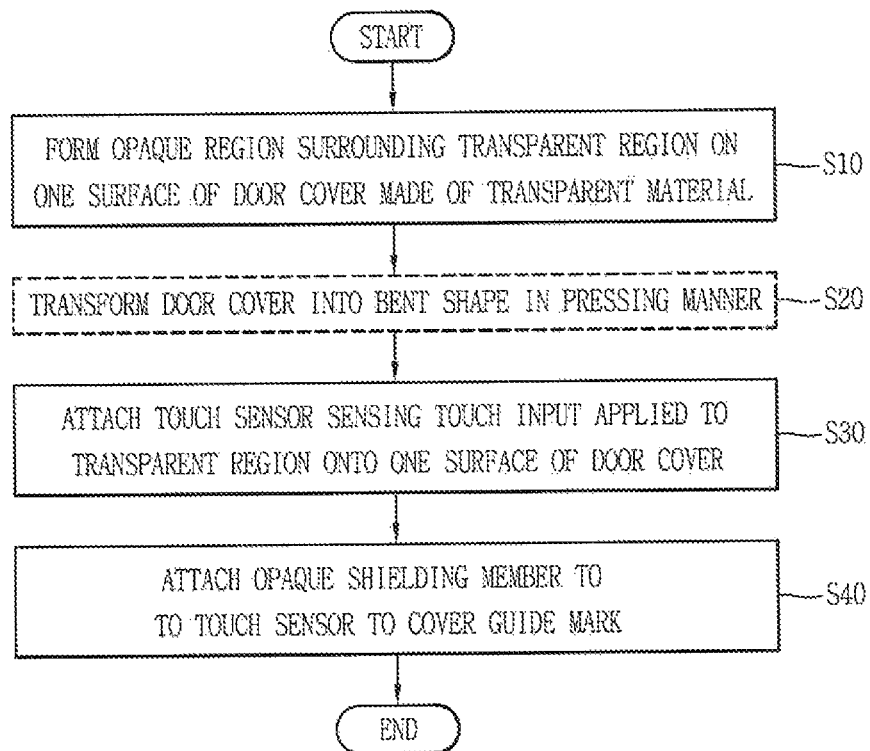 START
FORM OPAQUE REGION SURROUNDING TRANSPARENT REGION ON
ONE SURFACE OF DOOR COVER MADE OF TRANSPARENT MATERIAL
S10
TRANSFORM DOOR COVER INTO BENT SHAPE IN PRESSING MANNER
S20
ATTACH TOUCH SENSOR SENSING TOUCH INPUT APPLIED TO
TRANSPARENT REGION ONTO ONE SURFACE OF DOOR COVER
S30
ATTACH OPAQUE SHIELDING MEMBER TO
TO TOUCH SENSOR TO COVER GUIDE MARK
S40
END